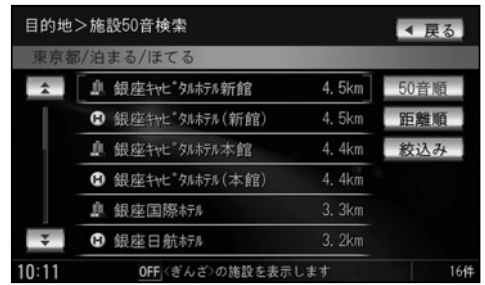 目的地>施設50音検索
戻る
東京都/泊まる/ほてる
銀座ｷｬﾋﾟﾀﾙﾎﾃﾙ新館 4.5km
50音順
銀座ｷｬﾋﾟﾀﾙﾎﾃﾙ(新館) 4.5km
距離順
銀座ｷｬﾋﾟﾀﾙﾎﾃﾙ本館 4.4km
絞込み
銀座ｷｬﾋﾟﾀﾙﾎﾃﾙ(本館) 4.4km
銀座国際ﾎﾃﾙ 3.3km
銀座日航ﾎﾃﾙ 3.2km
10:11 OFF<ぎんざ>の施設を表示します 16件